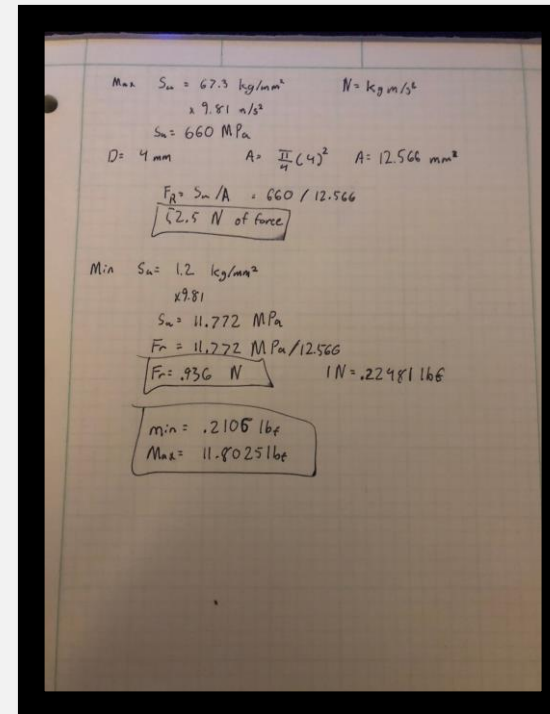 Max Su = 67.3 kg/mm² N = kg m/s²
x 9.81 m/s²
Su = 660 MPa
D = 4 mm A = π/4 (4)² A = 12.566 mm²
FR = Su/A = 660 / 12.566
52.5 N of force
Min Su = 1.2 kg/mm²
x9.81
Su = 11.772 MPa
Fr = 11.772 MPa/12.566
Fr = .936 N 1 N = .22481 lbf
min = .2105 lbf
Max = 11.8025 lbf